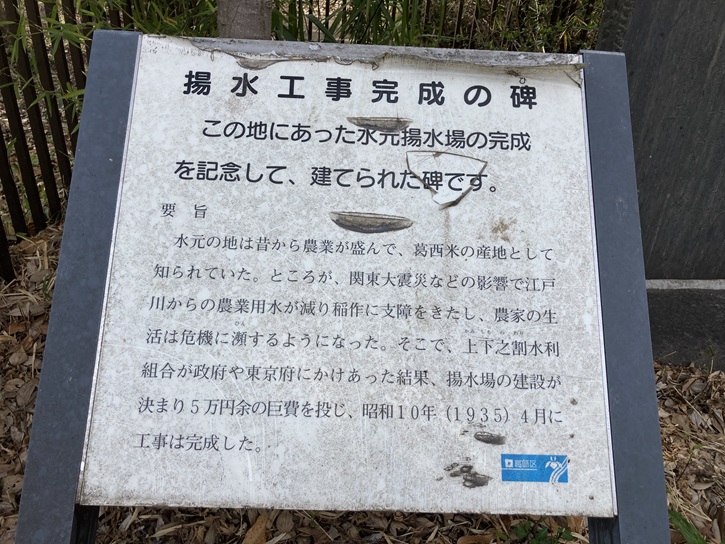 揚水工事完成の碑
この地にあった水元揚水場の完成
を記念して、建てられた碑です。
要旨
水元の地は昔から農業が盛んで、葛西米の産地として
知られていた。ところが、関東大震災などの影響で江戸
川からの農業用水が減り稲作に支障をきたし、農家の生
活は危機に瀕するようになった。そこで、上下之割水利
組合が政府や東京府にかけあった結果、揚水場の建設が
決まり5万円余の巨費を投じ、昭和10年（1935）4月に
工事は完成した。
葛飾区